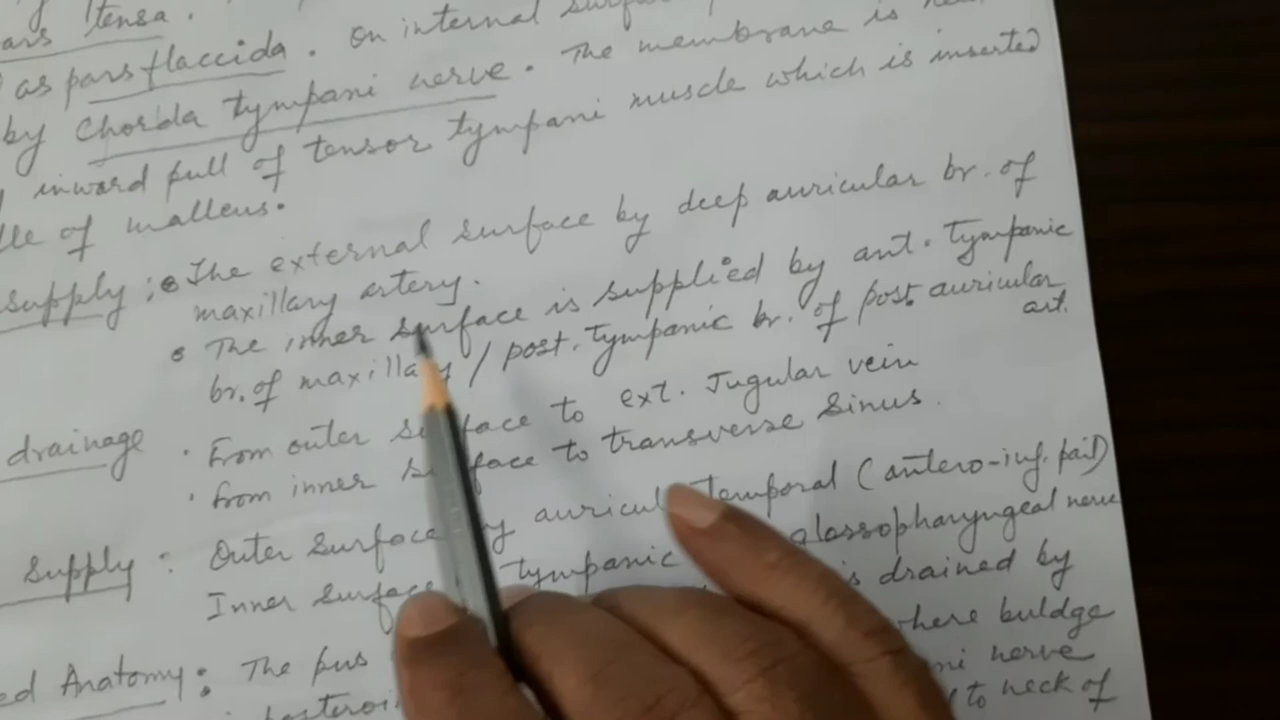 ars tensa.
as pars flaccida. On internal
by Chorda tympani nerve. The membrane is
inward pull of tensor tympani muscle which is inserted
of malleus.
supply : The external surface by deep auricular br. of
maxillary artery.
The inner surface is supplied by ant. tympanic
br. of maxillary / post. tympanic br. of post auricular
art.
drainage . From outer surface to ext. Jugular vein
. from inner surface to transverse Sinus.
supply : Outer surface auricul temporal (antero-inf. part)
Inner surface tympanic glossopharyngeal nerve
is drained by
Anatomy : The pus where buldge
nerve
to neck of